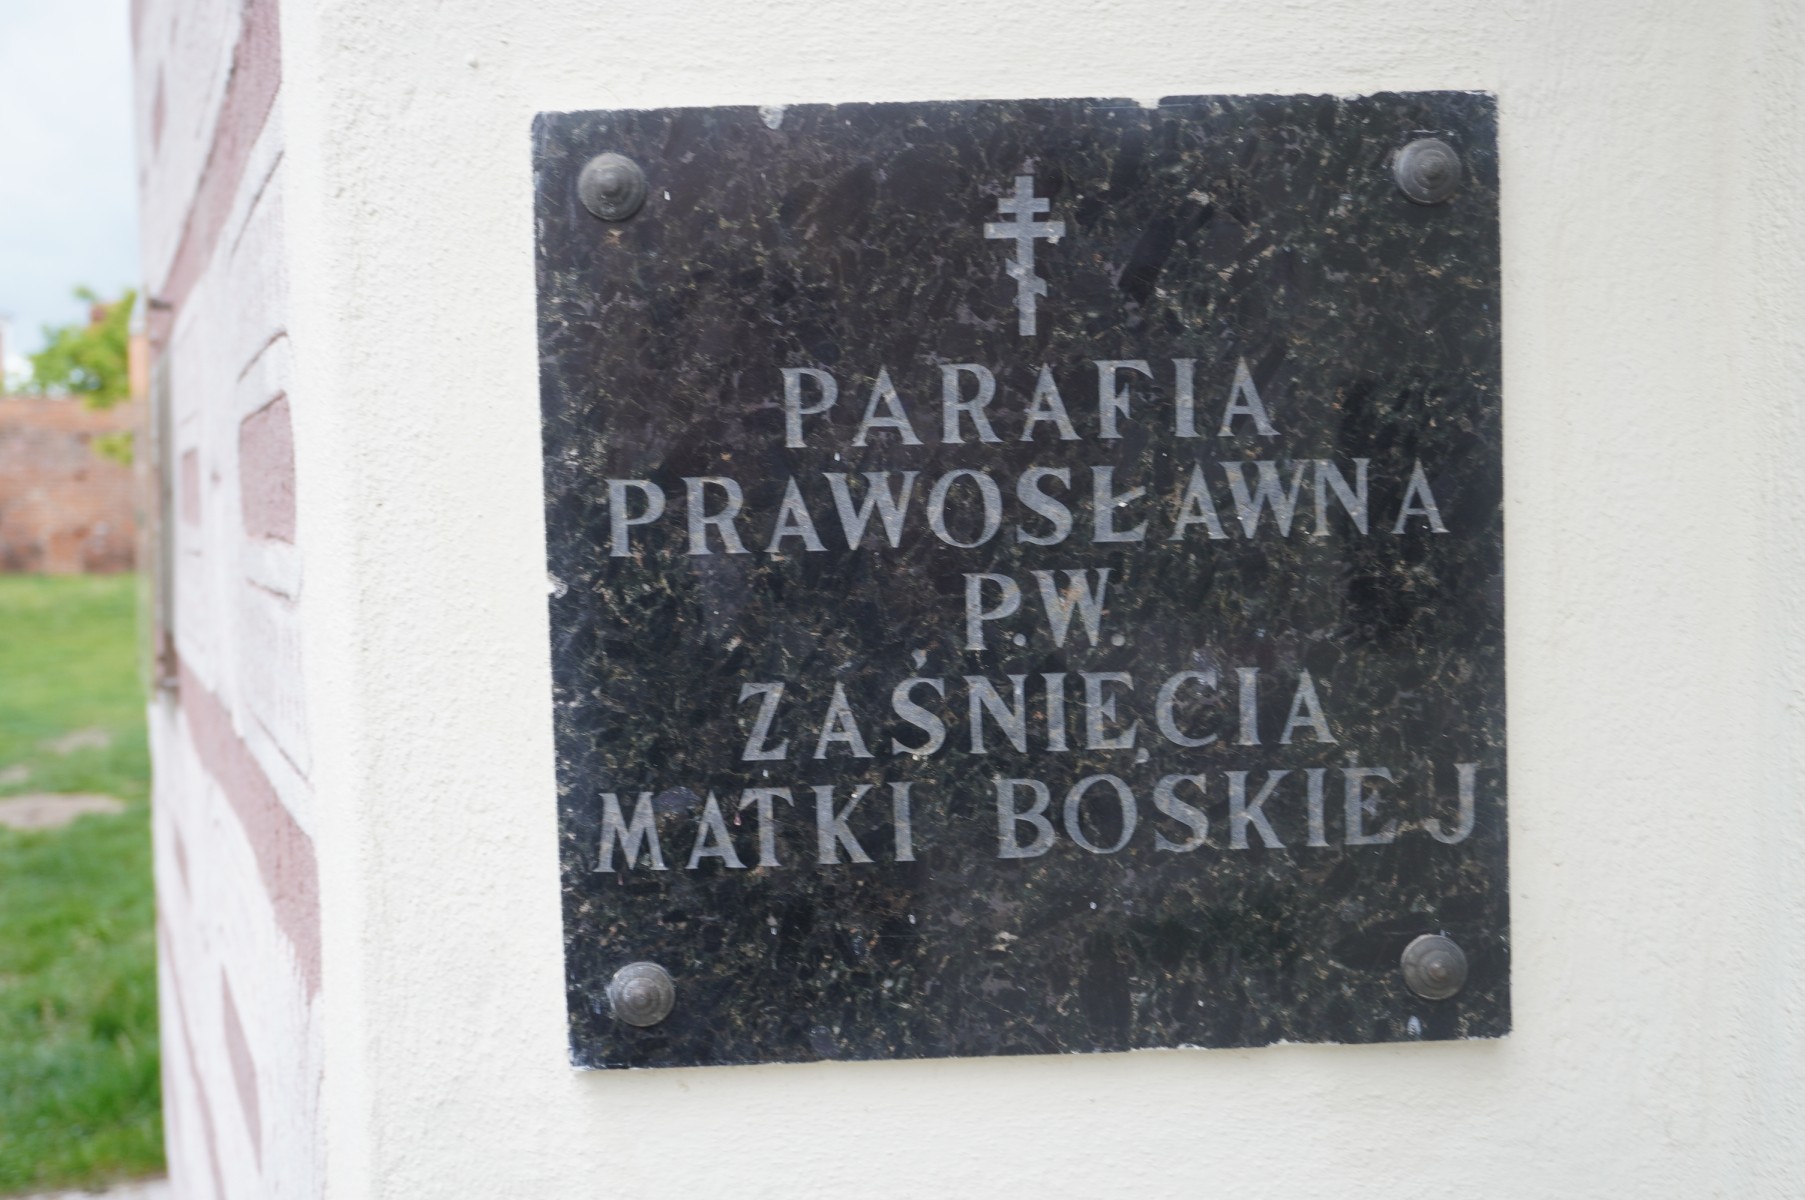 PARAFIA
PRAWOSŁAWNA
P.W.
ZAŚNIĘCIA
MATKI BOSKIEJ